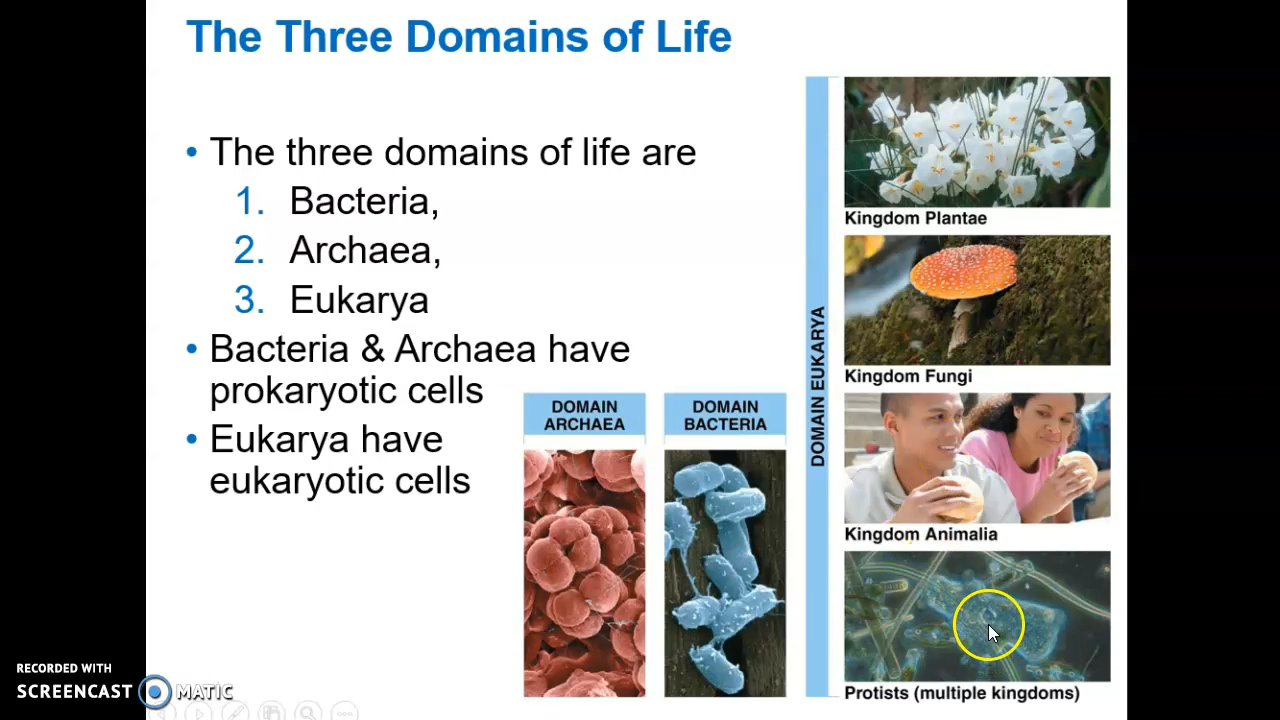 The Three Domains of Life
• The three domains of life are
1. Bacteria,
2. Archaea,
3. Eukarya
• Bacteria & Archaea have
prokaryotic cells
• Eukarya have
eukaryotic cells
DOMAIN
ARCHAEA
DOMAIN
BACTERIA
DOMAIN EUKARYA
Kingdom Plantae
Kingdom Fungi
Kingdom Animalia
Protists (multiple kingdoms)
RECORDED WITH
SCREENCAST MATIC